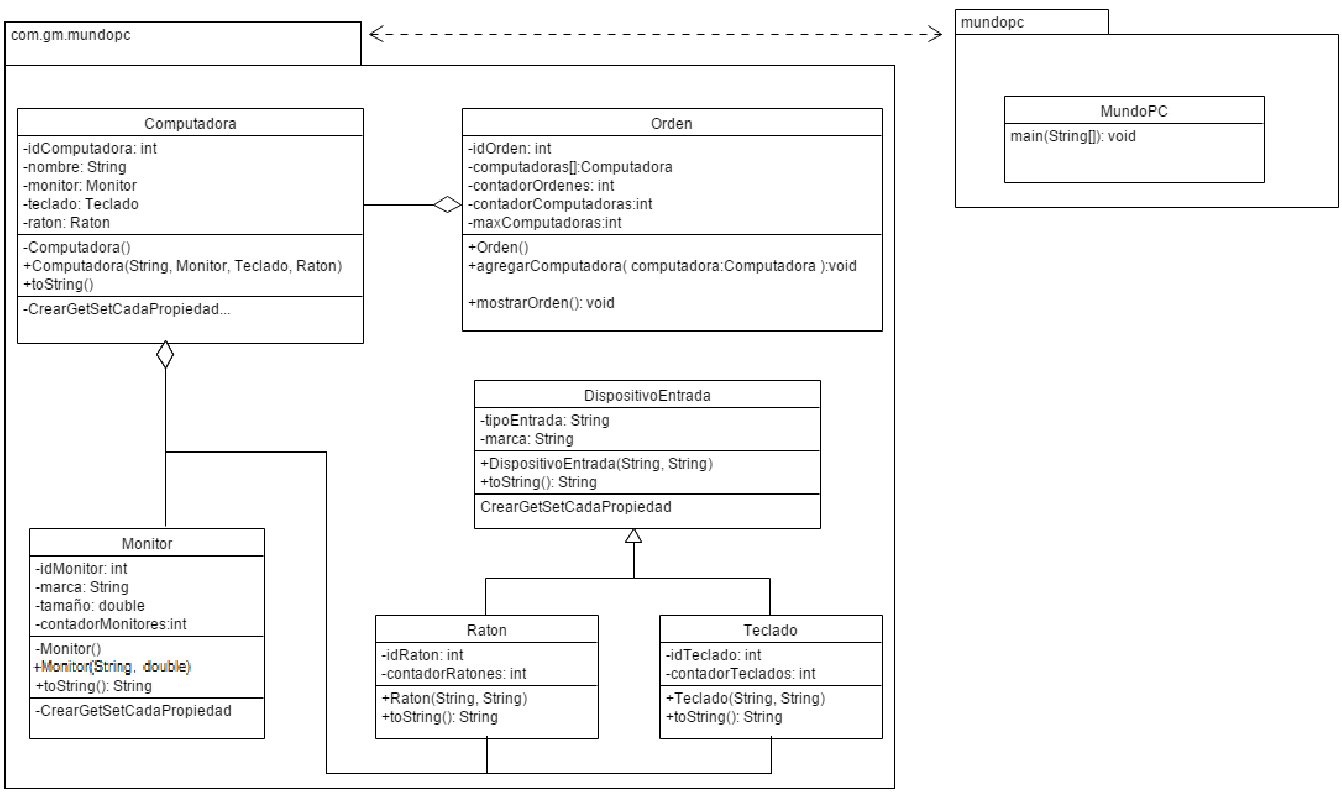 com.gm.mundopc
mundopc
MundoPC
main(String[]): void
Computadora
-idComputadora: int
-nombre: String
-monitor: Monitor
-teclado: Teclado
-raton: Raton
-Computadora()
+Computadora(String, Monitor, Teclado, Raton)
+toString()
-CrearGetSetCadaPropiedad...
Orden
-idOrden: int
-computadoras[]:Computadora
-contadorOrdenes: int
-contadorComputadoras:int
-maxComputadoras:int
+Orden()
+agregarComputadora( computadora:Computadora ):void
+mostrarOrden(): void
DispositivoEntrada
-tipoEntrada: String
-marca: String
+DispositivoEntrada(String, String)
+toString(): String
CrearGetSetCadaPropiedad
Monitor
-idMonitor: int
-marca: String
-tamaño: double
-contadorMonitores:int
-Monitor()
+Monitor(String, double)
+toString(): String
-CrearGetSetCadaPropiedad
Raton
-idRaton: int
-contadorRatones: int
+Raton(String, String)
+toString(): String
Teclado
-idTeclado: int
-contadorTeclados: int
+Teclado(String, String)
+toString(): String